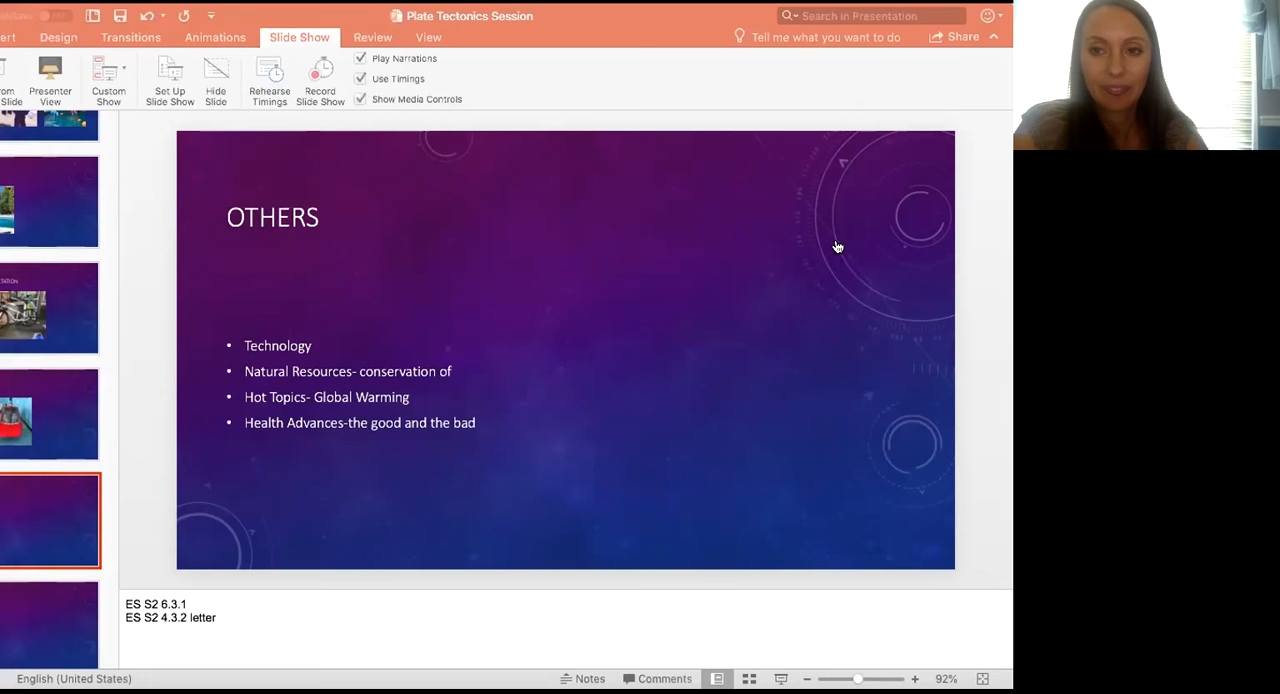 Plate Tectonics Session
Search in Presentation
Design
Transitions
Animations
Slide Show
Review
View
Tell me what you want to do
Share
Presenter View
Custom Show
Set Up Slide Show
Hide Slide
Rehearse Timings
Record Slide Show
Play Narrations
Use Timings
Show Media Controls
OTHERS
• Technology
• Natural Resources- conservation of
• Hot Topics- Global Warming
• Health Advances-the good and the bad
ES S2 6.3.1
ES S2 4.3.2 letter
English (United States)
Notes
Comments
92%